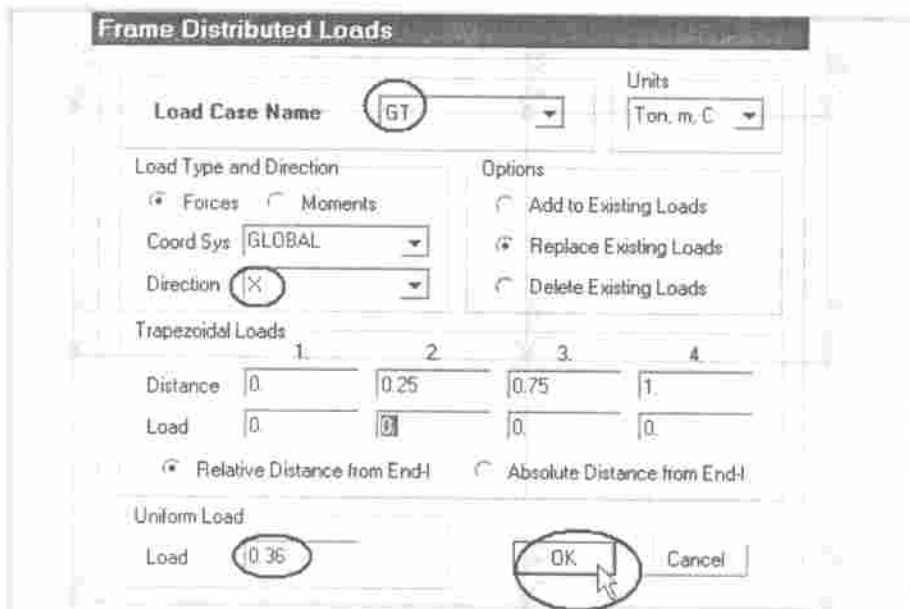 Frame Distributed Loads
Units
Load Case Name GT Ton, m, C
Load Type and Direction
Forces Moments
Coord Sys GLOBAL
Direction X
Options
Add to Existing Loads
Replace Existing Loads
Delete Existing Loads
Trapezoidal Loads
1. 2. 3. 4.
Distance 0. 0.25 0.75 1.
Load 0. 0. 0. 0.
Relative Distance from End-I Absolute Distance from End-I
Uniform Load
Load 0.36
OK Cancel